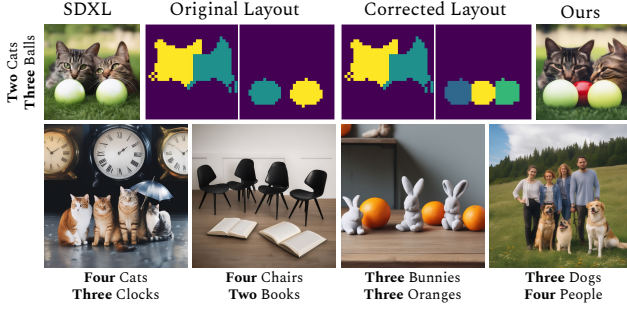 SDXL
Original Layout
Corrected Layout
Ours
Two Cats
Three Balls
Four Cats
Three Clocks
Four Chairs
Two Books
Three Bunnies
Three Oranges
Three Dogs
Four People